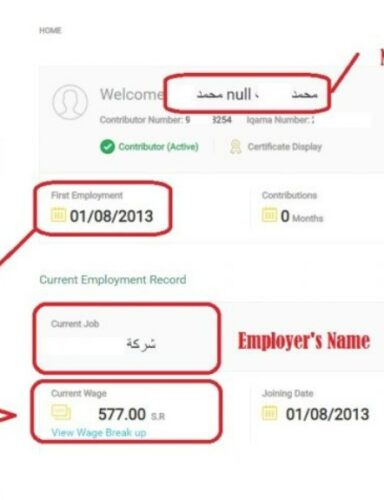 HOME
Welcome محمد null ، محمد
Contributor Number: 9 3254 Iqama Number:
Contributor (Active) Certificate Display
First Employment Contributions
01/08/2013 0 Months
Current Employment Record
Current Job
شركة Employer's Name
Current Wage Joining Date
577.00 S.R 01/08/2013
View Wage Break up